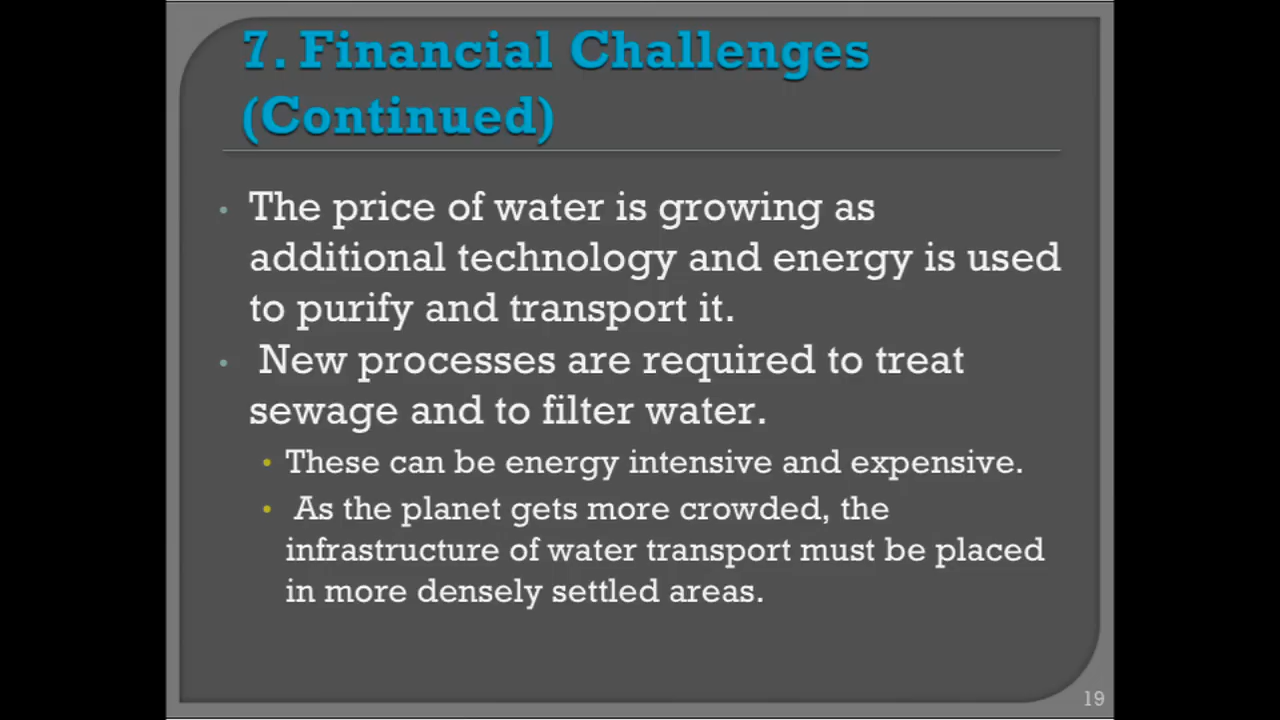 7. Financial Challenges
(Continued)
• The price of water is growing as
additional technology and energy is used
to purify and transport it.
• New processes are required to treat
sewage and to filter water.
• These can be energy intensive and expensive.
• As the planet gets more crowded, the
infrastructure of water transport must be placed
in more densely settled areas.
19